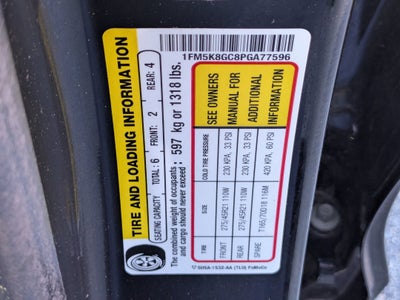 1FM5K8GC8PGA77596
TIRE AND LOADING INFORMATION
SEATING CAPACITY TOTAL: 6 FRONT: 2 REAR: 4
The combined weight of occupants
and cargo should never exceed : 597 kg or 1318 lbs.
TIRE SIZE COLD TIRE PRESSURE
FRONT 275/45R21 110W 230 KPA, 33 PSI
REAR 275/45R21 110W 230 KPA, 33 PSI
SPARE T165/70D18 116M 420 KPA, 60 PSI
SEE OWNERS
MANUAL FOR
ADDITIONAL
INFORMATION